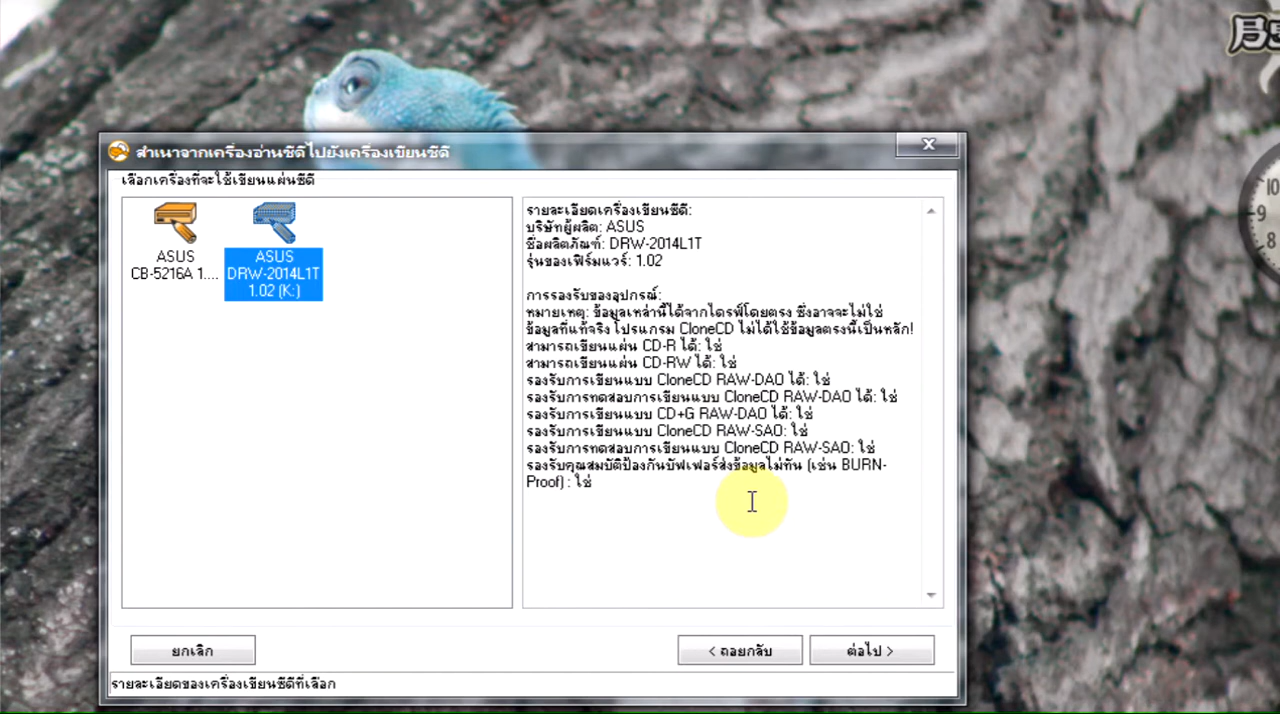 สำเนาจากเครื่องอ่านซีดีไปยังเครื่องเขียนซีดี
เลือกเครื่องที่จะใช้เขียนแผ่นซีดี
ASUS
CB-5216A 1....
ASUS
DRW-2014L1T
1.02 (K:)
รายละเอียดเครื่องเขียนซีดี:
บริษัทผู้ผลิต: ASUS
ชื่อผลิตภัณฑ์: DRW-2014L1T
รุ่นของเฟิร์มแวร์: 1.02
การรองรับของอุปกรณ์:
หมายเหตุ: ข้อมูลเหล่านี้ได้จากไดรฟ์โดยตรง ซึ่งอาจจะไม่ใช่
ข้อมูลที่แท้จริง โปรแกรม CloneCD ไม่ได้ใช้ข้อมูลตรงนี้เป็นหลัก!
สามารถเขียนแผ่น CD-R ได้: ใช่
สามารถเขียนแผ่น CD-RW ได้: ใช่
รองรับการเขียนแบบ CloneCD RAW-DAO ได้: ใช่
รองรับการทดสอบการเขียนแบบ CloneCD RAW-DAO ได้: ใช่
รองรับการเขียนแบบ CD+G RAW-DAO ได้: ใช่
รองรับการเขียนแบบ CloneCD RAW-SAO: ใช่
รองรับการทดสอบการเขียนแบบ CloneCD RAW-SAO: ใช่
รองรับคุณสมบัติป้องกันบัฟเฟอร์ส่งข้อมูลไม่ทัน (เช่น BURN-
Proof) : ใช่
ยกเลิก
< ถอยกลับ
ต่อไป >
รายละเอียดของเครื่องเขียนซีดีที่เลือก
10
9
8